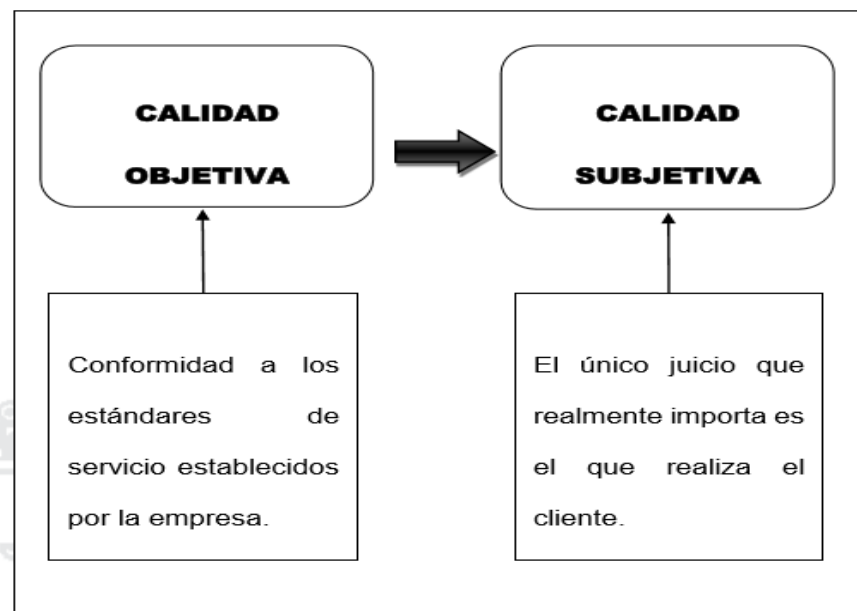 CALIDAD
OBJETIVA
CALIDAD
SUBJETIVA
Conformidad a los
estándares de
servicio establecidos
por la empresa.
El único juicio que
realmente importa es
el que realiza el
cliente.